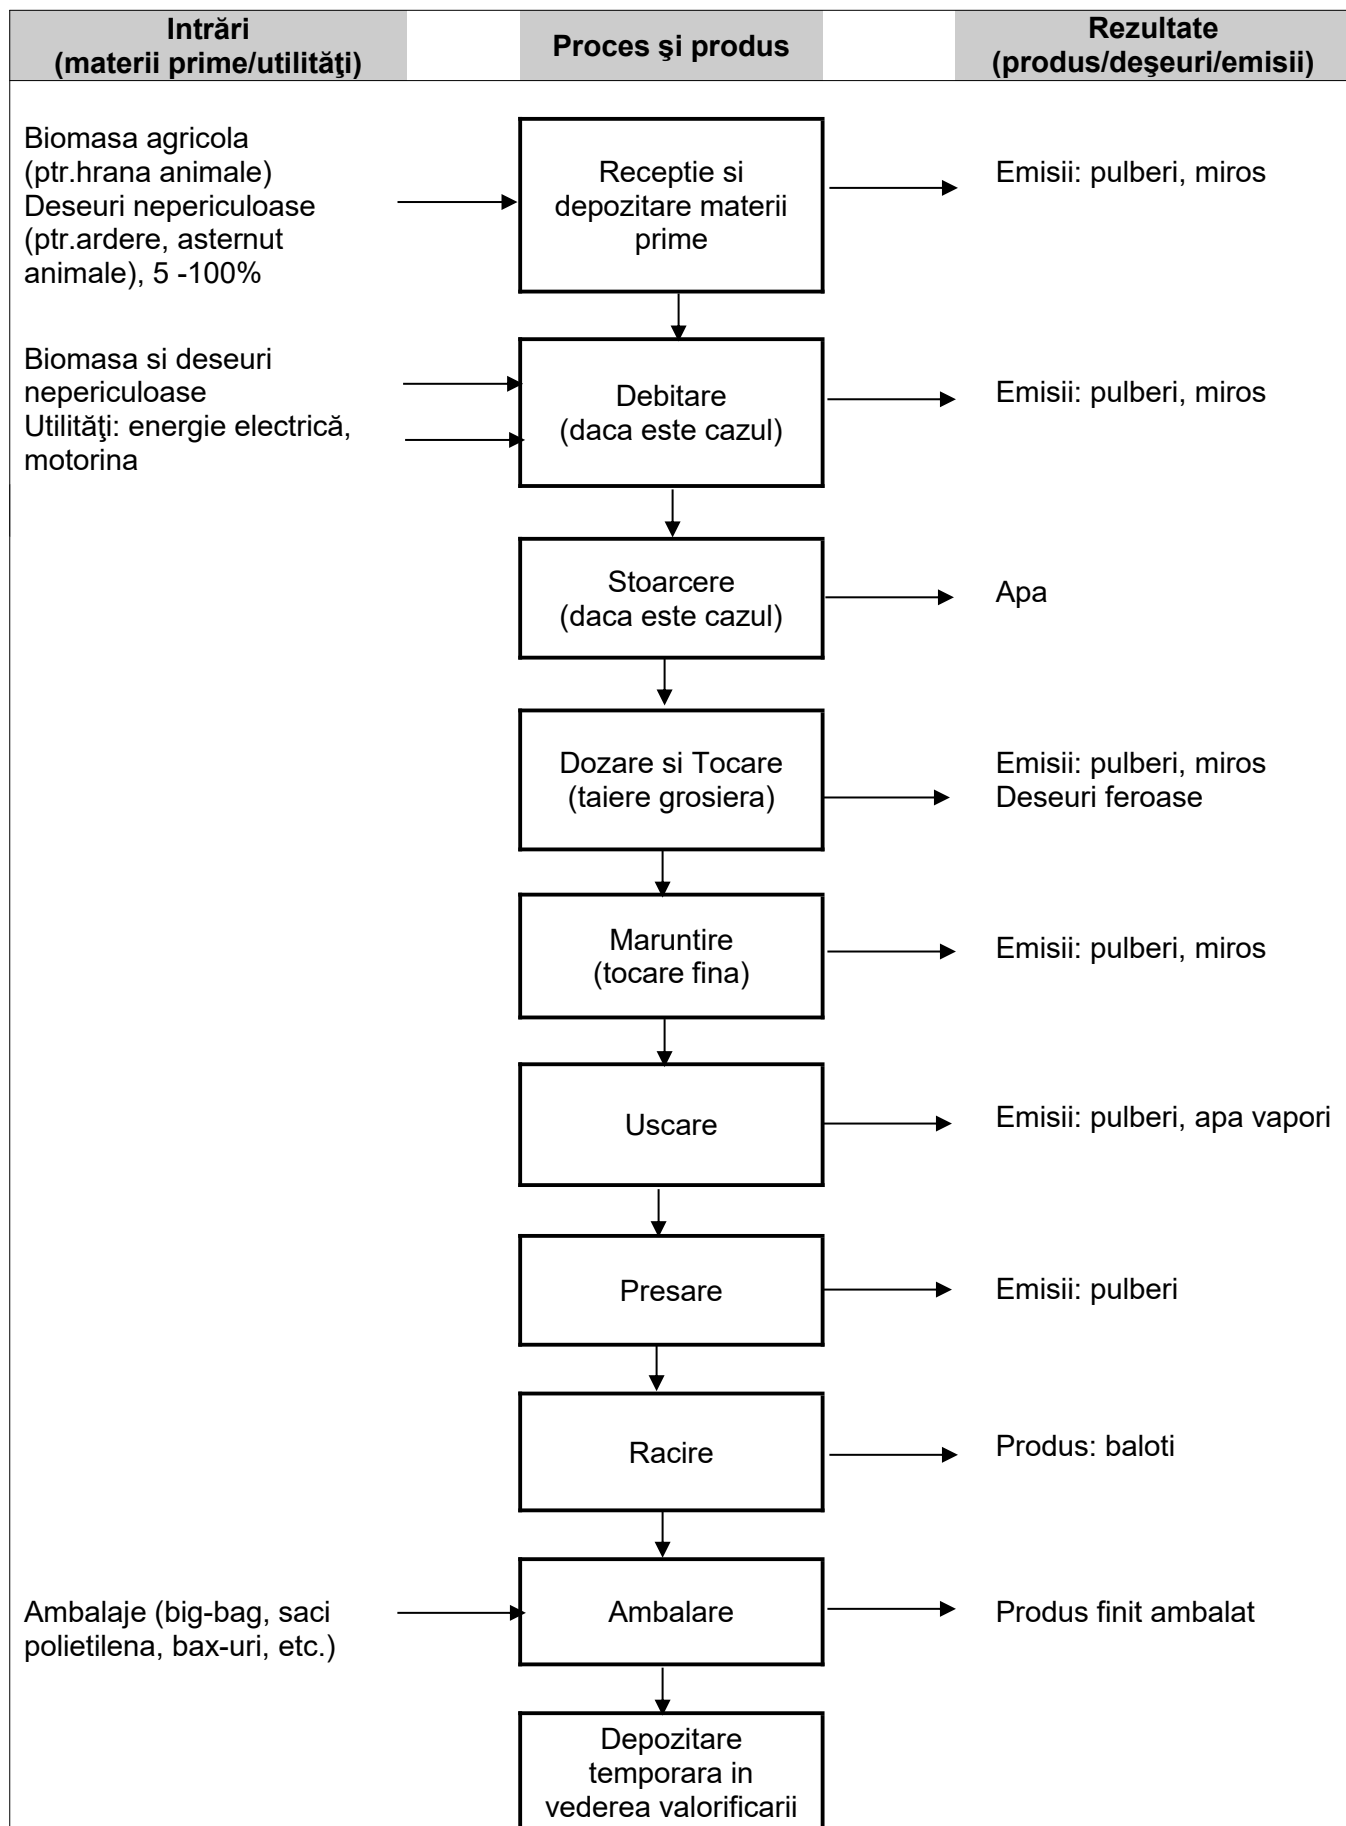 Intrări
(materii prime/utilităţi)
Proces şi produs
Rezultate
(produs/deşeuri/emisii)
Biomasa agricola
(ptr.hrana animale)
Deseuri nepericuloase
(ptr.ardere, asternut
animale), 5 -100%
Receptie si
depozitare materii
prime
Emisii: pulberi, miros
Biomasa si deseuri
nepericuloase
Utilităţi: energie electrică,
motorina
Debitare
(daca este cazul)
Emisii: pulberi, miros
Stoarcere
(daca este cazul)
Apa
Dozare si Tocare
(taiere grosiera)
Emisii: pulberi, miros
Deseuri feroase
Maruntire
(tocare fina)
Emisii: pulberi, miros
Uscare
Emisii: pulberi, apa vapori
Presare
Emisii: pulberi
Racire
Produs: baloti
Ambalaje (big-bag, saci
polietilena, bax-uri, etc.)
Ambalare
Produs finit ambalat
Depozitare
temporara in
vederea valorificarii